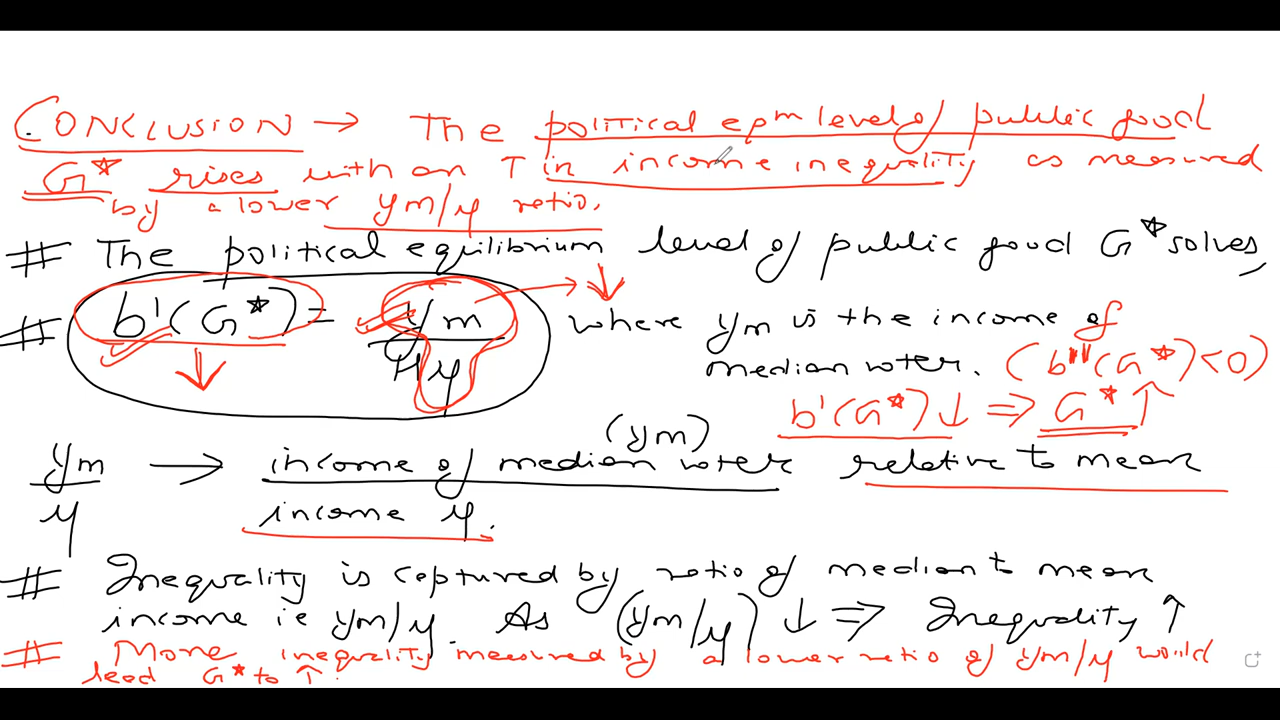 CONCLUSION → The political eqm level of public good
G* rises with an ↑ in income inequality as measured
by a lower ym/y ratio.
# The political equilibrium level of public good G* solves,
# b'(G*) = ym/y → ↓ where ym is the income of
↓ median voter. (b''(G*) < 0)
b'(G*) ↓ ⇒ G* ↑
ym/y → income of median voter (ym) relative to mean
income y.
# Inequality is captured by ratio of median to mean
income ie ym/y. As (ym/y) ↓ ⇒ Inequality ↑
# More inequality measured by a lower ratio of ym/y would
lead G* to ↑.